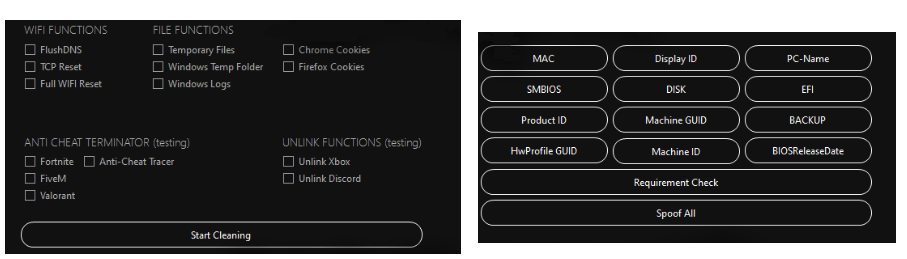 WIFI FUNCTIONS FILE FUNCTIONS
FlushDNS Temporary Files Chrome Cookies
TCP Reset Windows Temp Folder Firefox Cookies
Full WIFI Reset Windows Logs
ANTI CHEAT TERMINATOR (testing) UNLINK FUNCTIONS (testing)
Fortnite Anti-Cheat Tracer Unlink Xbox
FiveM Unlink Discord
Valorant
Start Cleaning
MAC Display ID PC-Name
SMBIOS DISK EFI
Product ID Machine GUID BACKUP
HwProfile GUID Machine ID BIOSReleaseDate
Requirement Check
Spoof All